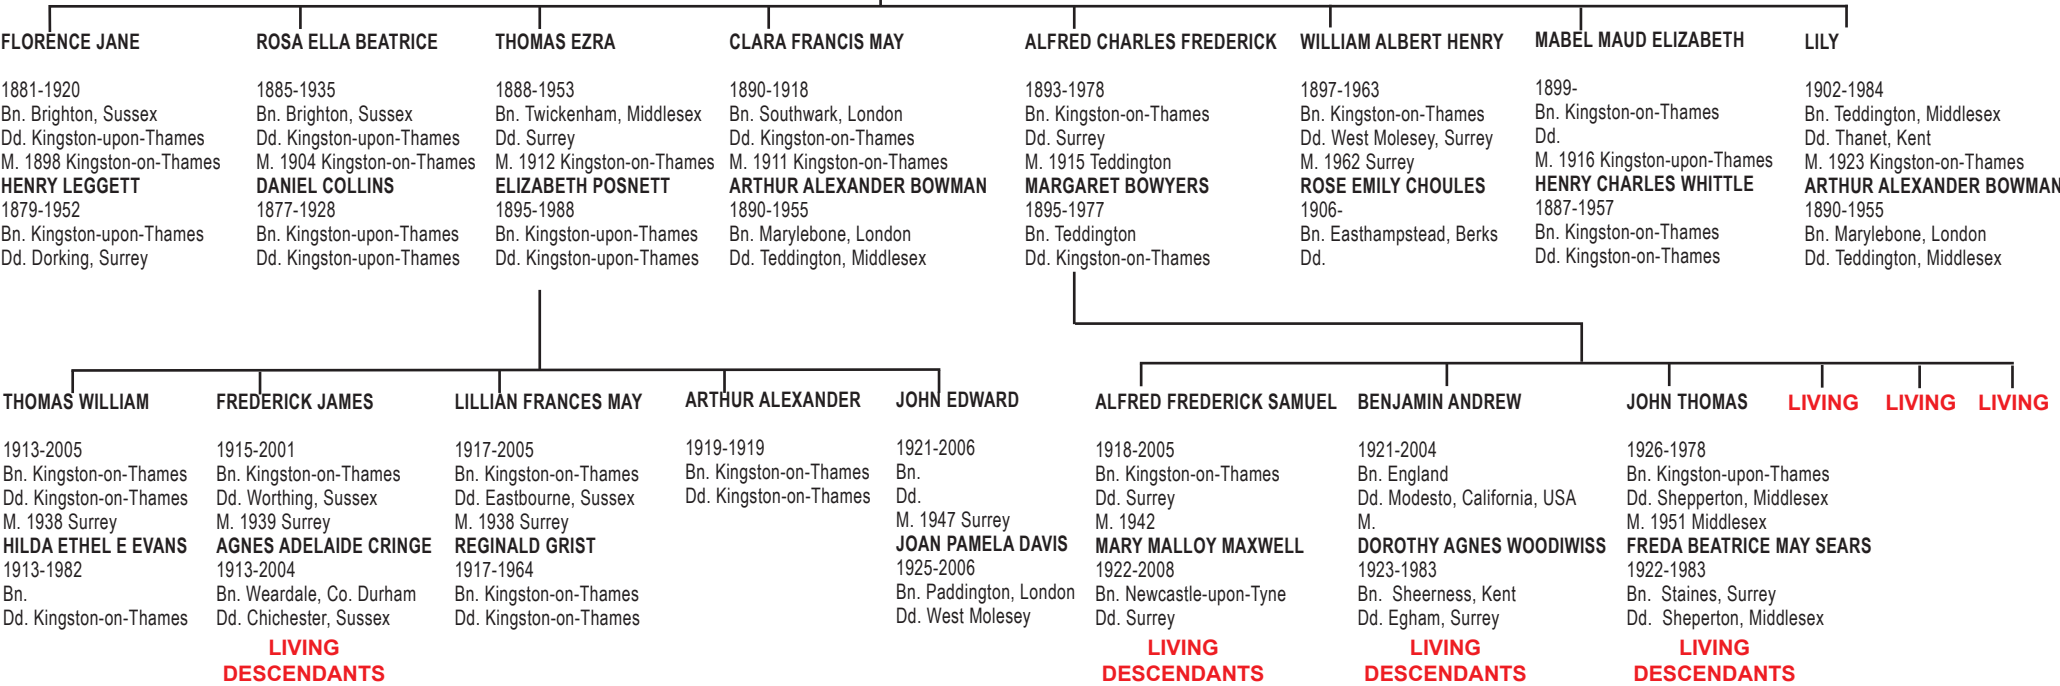 FLORENCE JANE
1881-1920
Bn. Brighton, Sussex
Dd. Kingston-upon-Thames
M. 1898 Kingston-on-Thames
HENRY LEGGETT
1879-1952
Bn. Kingston-upon-Thames
Dd. Dorking, Surrey
ROSA ELLA BEATRICE
1885-1935
Bn. Brighton, Sussex
Dd. Kingston-upon-Thames
M. 1904 Kingston-on-Thames
DANIEL COLLINS
1877-1928
Bn. Kingston-upon-Thames
Dd. Kingston-upon-Thames
THOMAS EZRA
1888-1953
Bn. Twickenham, Middlesex
Dd. Surrey
M. 1912 Kingston-on-Thames
ELIZABETH POSNETT
1895-1988
Bn. Kingston-upon-Thames
Dd. Kingston-upon-Thames
CLARA FRANCIS MAY
1890-1918
Bn. Southwark, London
Dd. Kingston-on-Thames
M. 1911 Kingston-on-Thames
ARTHUR ALEXANDER BOWMAN
1890-1955
Bn. Marylebone, London
Dd. Teddington, Middlesex
ALFRED CHARLES FREDERICK
1893-1978
Bn. Kingston-on-Thames
Dd. Surrey
M. 1915 Teddington
MARGARET BOWYERS
1895-1977
Bn. Teddington
Dd. Kingston-on-Thames
WILLIAM ALBERT HENRY
1897-1963
Bn. Kingston-on-Thames
Dd. West Molesey, Surrey
M. 1962 Surrey
ROSE EMILY CHOULES
1906-
Bn. Easthampstead, Berks
Dd.
MABEL MAUD ELIZABETH
1899-
Bn. Kingston-on-Thames
Dd.
M. 1916 Kingston-upon-Thames
HENRY CHARLES WHITTLE
1887-1957
Bn. Kingston-on-Thames
Dd. Kingston-on-Thames
LILY
1902-1984
Bn. Teddington, Middlesex
Dd. Thanet, Kent
M. 1923 Kingston-on-Thames
ARTHUR ALEXANDER BOWMAN
1890-1955
Bn. Marylebone, London
Dd. Teddington, Middlesex
THOMAS WILLIAM
1913-2005
Bn. Kingston-on-Thames
Dd. Kingston-on-Thames
M. 1938 Surrey
HILDA ETHEL E EVANS
1913-1982
Bn.
Dd. Kingston-on-Thames
FREDERICK JAMES
1915-2001
Bn. Kingston-on-Thames
Dd. Worthing, Sussex
M. 1939 Surrey
AGNES ADELAIDE CRINGE
1913-2004
Bn. Weardale, Co. Durham
Dd. Chichester, Sussex
LIVING
DESCENDANTS
LILLIAN FRANCES MAY
1917-2005
Bn. Kingston-on-Thames
Dd. Eastbourne, Sussex
M. 1938 Surrey
REGINALD GRIST
1917-1964
Bn. Kingston-on-Thames
Dd. Kingston-on-Thames
ARTHUR ALEXANDER
1919-1919
Bn. Kingston-on-Thames
Dd. Kingston-on-Thames
JOHN EDWARD
1921-2006
Bn.
Dd.
M. 1947 Surrey
JOAN PAMELA DAVIS
1925-2006
Bn. Paddington, London
Dd. West Molesey
ALFRED FREDERICK SAMUEL
1918-2005
Bn. Kingston-on-Thames
Dd. Surrey
M. 1942
MARY MALLOY MAXWELL
1922-2008
Bn. Newcastle-upon-Tyne
Dd. Surrey
LIVING
DESCENDANTS
BENJAMIN ANDREW
1921-2004
Bn. England
Dd. Modesto, California, USA
M.
DOROTHY AGNES WOODIWISS
1923-1983
Bn. Sheerness, Kent
Dd. Egham, Surrey
LIVING
DESCENDANTS
JOHN THOMAS
1926-1978
Bn. Kingston-upon-Thames
Dd. Shepperton, Middlesex
M. 1951 Middlesex
FREDA BEATRICE MAY SEARS
1922-1983
Bn. Staines, Surrey
Dd. Sheperton, Middlesex
LIVING
DESCENDANTS
LIVING
LIVING
LIVING